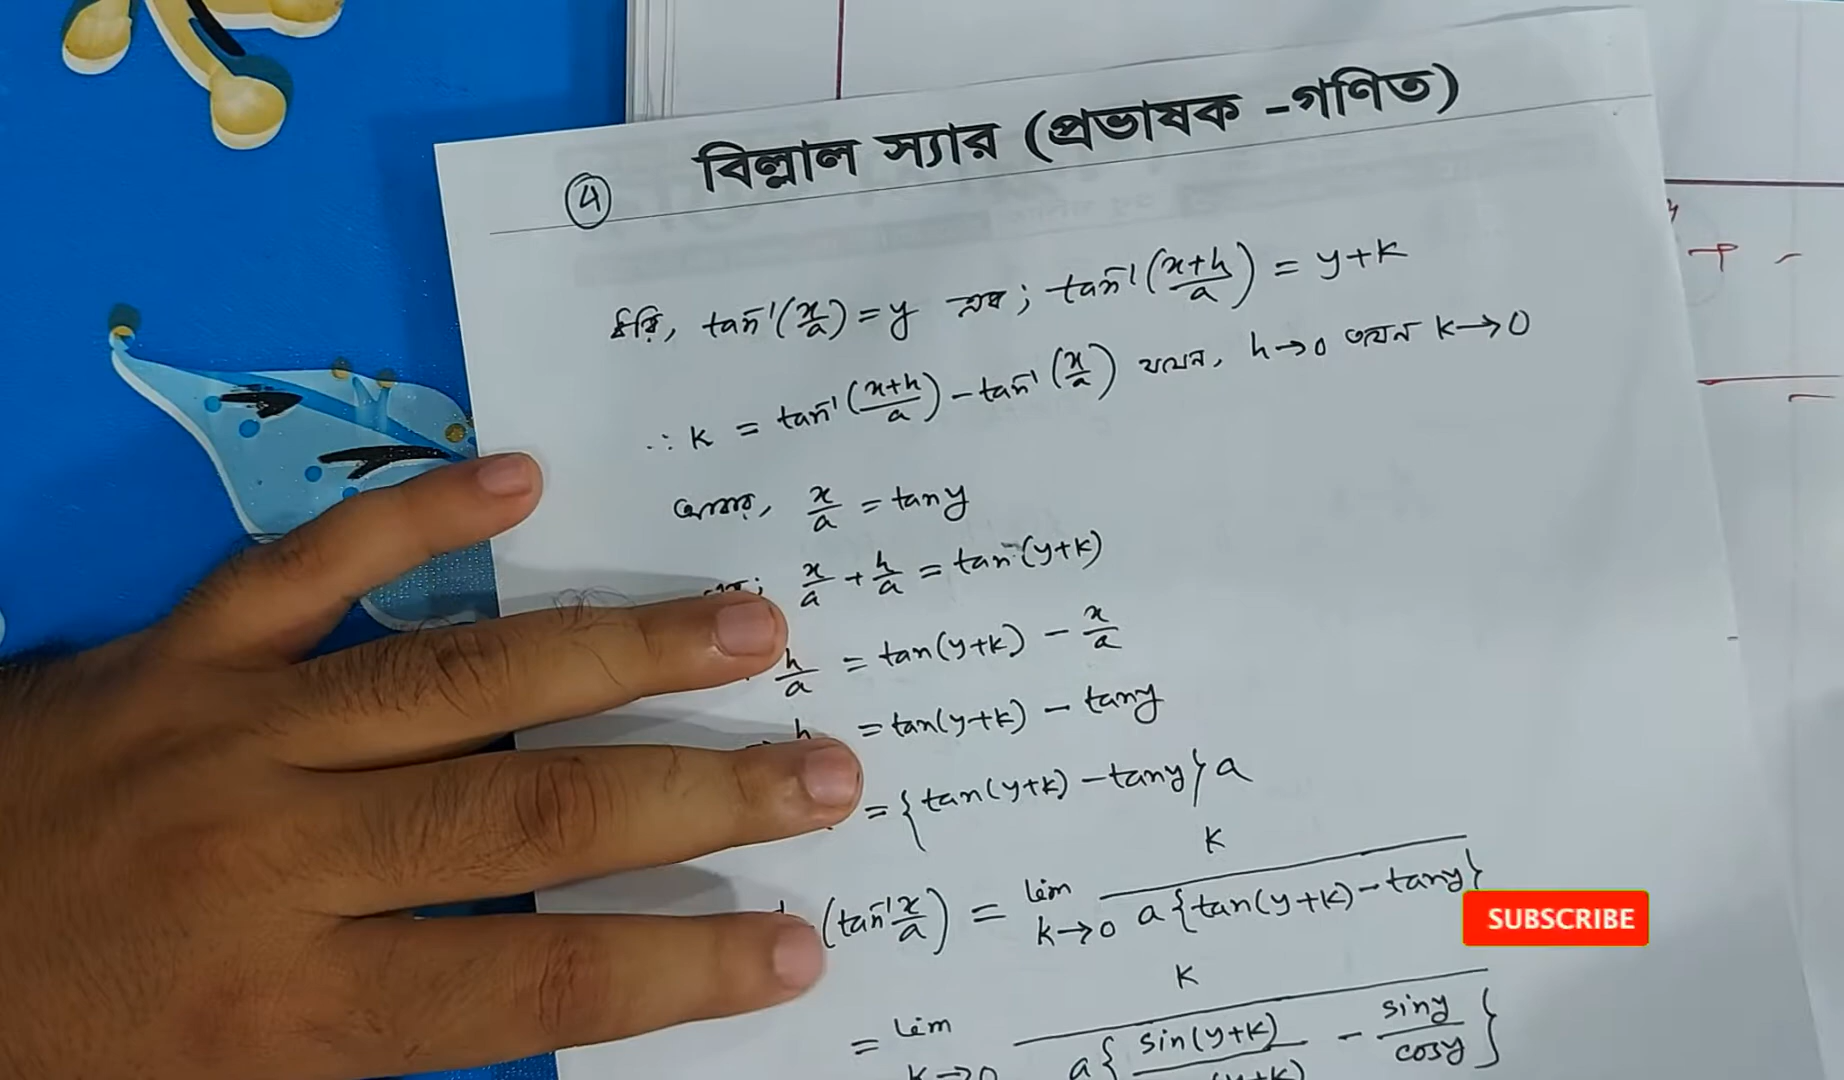 বিল্লাল স্যার (প্রভাষক -গণিত)
4
ধরি, tan⁻¹(x/a) = y এবং ; tan⁻¹((x+h)/a) = y+k
∴ k = tan⁻¹((x+h)/a) - tan⁻¹(x/a) যখন, h→0 তখন k→0
x/a = tany
x/a + h/a = tan(y+k)
h/a = tan(y+k) - x/a
h = tan(y+k) - tany
= {tan(y+k) - tany} a
(tan⁻¹ x/a) = lim k→0 k / a{tan(y+k) - tany}
SUBSCRIBE
= lim k→0 k / a{ sin(y+k) / (y+k) - siny/cosy }